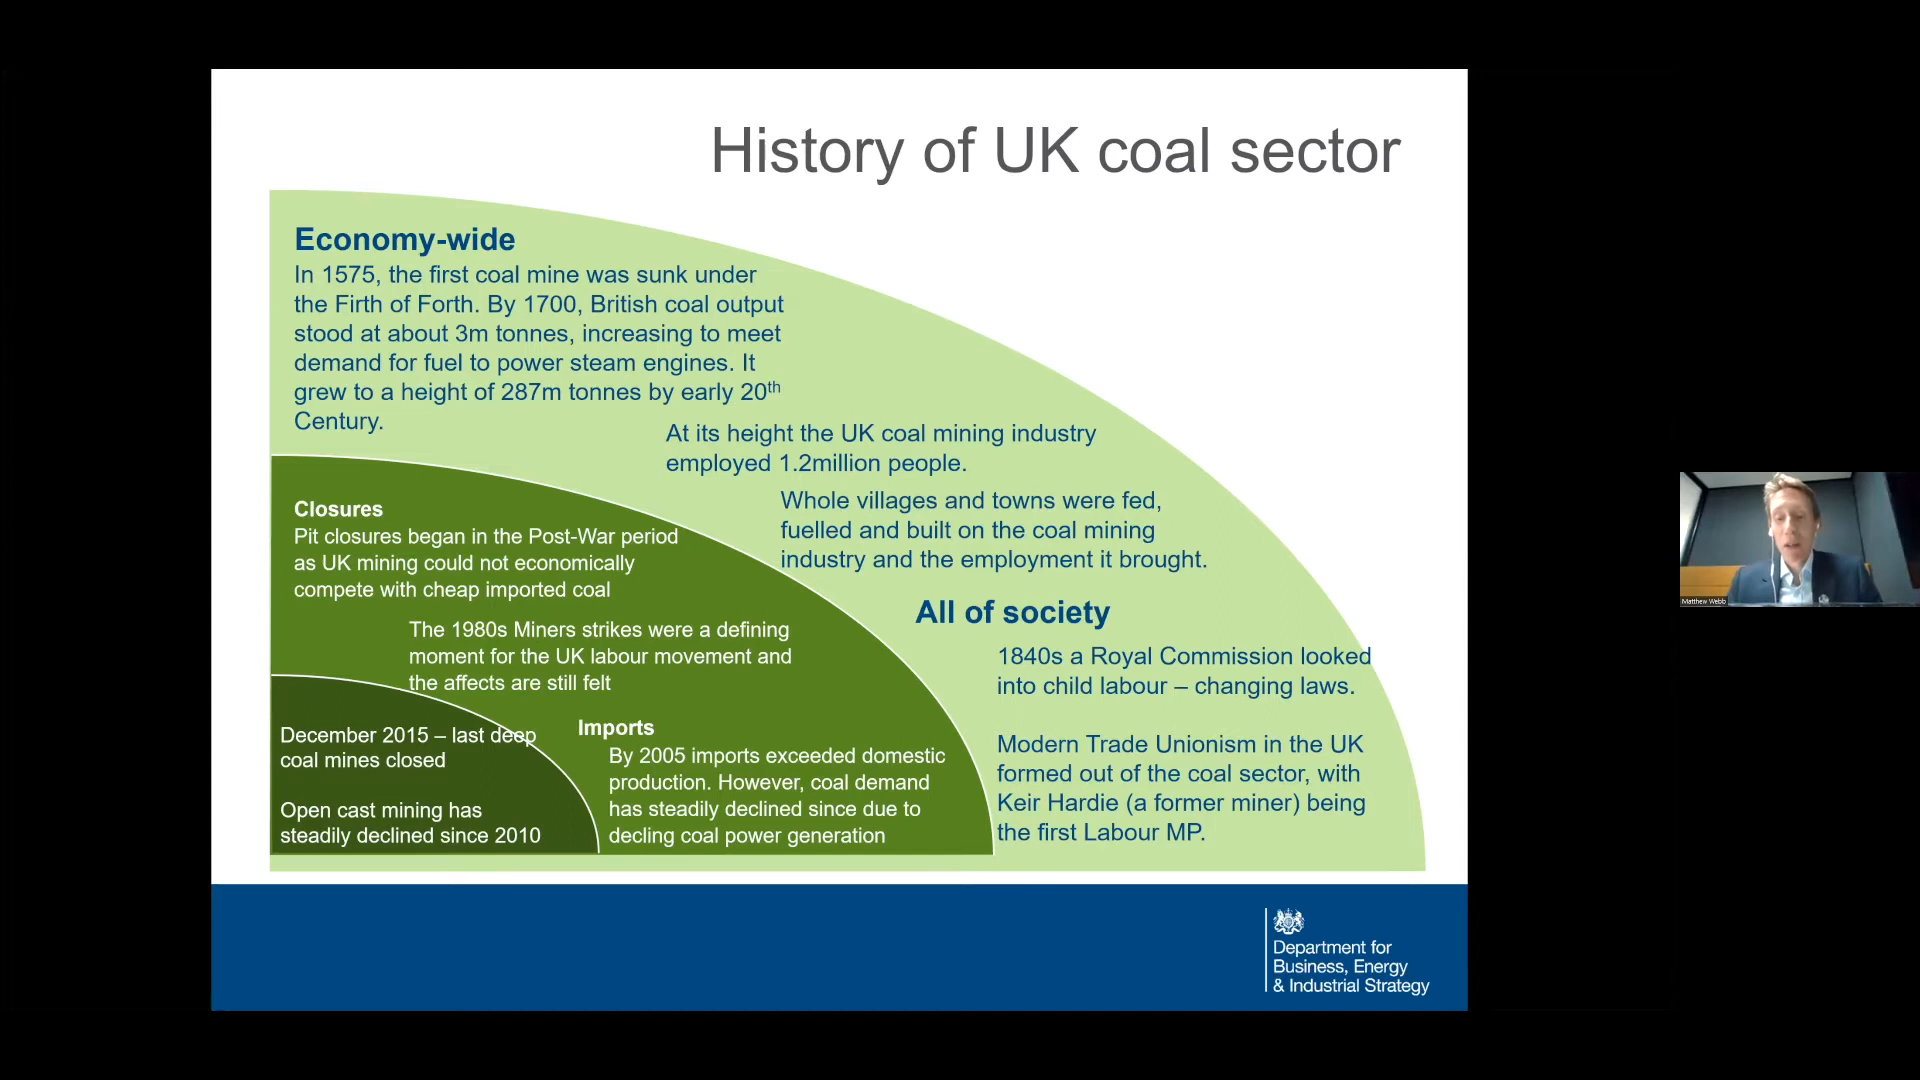 History of UK coal sector
Economy-wide
In 1575, the first coal mine was sunk under
the Firth of Forth. By 1700, British coal output
stood at about 3m tonnes, increasing to meet
demand for fuel to power steam engines. It
grew to a height of 287m tonnes by early 20th
Century.
At its height the UK coal mining industry
employed 1.2million people.
Whole villages and towns were fed,
fuelled and built on the coal mining
industry and the employment it brought.
All of society
1840s a Royal Commission looked
into child labour – changing laws.
Modern Trade Unionism in the UK
formed out of the coal sector, with
Keir Hardie (a former miner) being
the first Labour MP.
Closures
Pit closures began in the Post-War period
as UK mining could not economically
compete with cheap imported coal
The 1980s Miners strikes were a defining
moment for the UK labour movement and
the affects are still felt
Imports
By 2005 imports exceeded domestic
production. However, coal demand
has steadily declined since due to
decling coal power generation
December 2015 – last deep
coal mines closed
Open cast mining has
steadily declined since 2010
Department for
Business, Energy
& Industrial Strategy
Matthew Webb